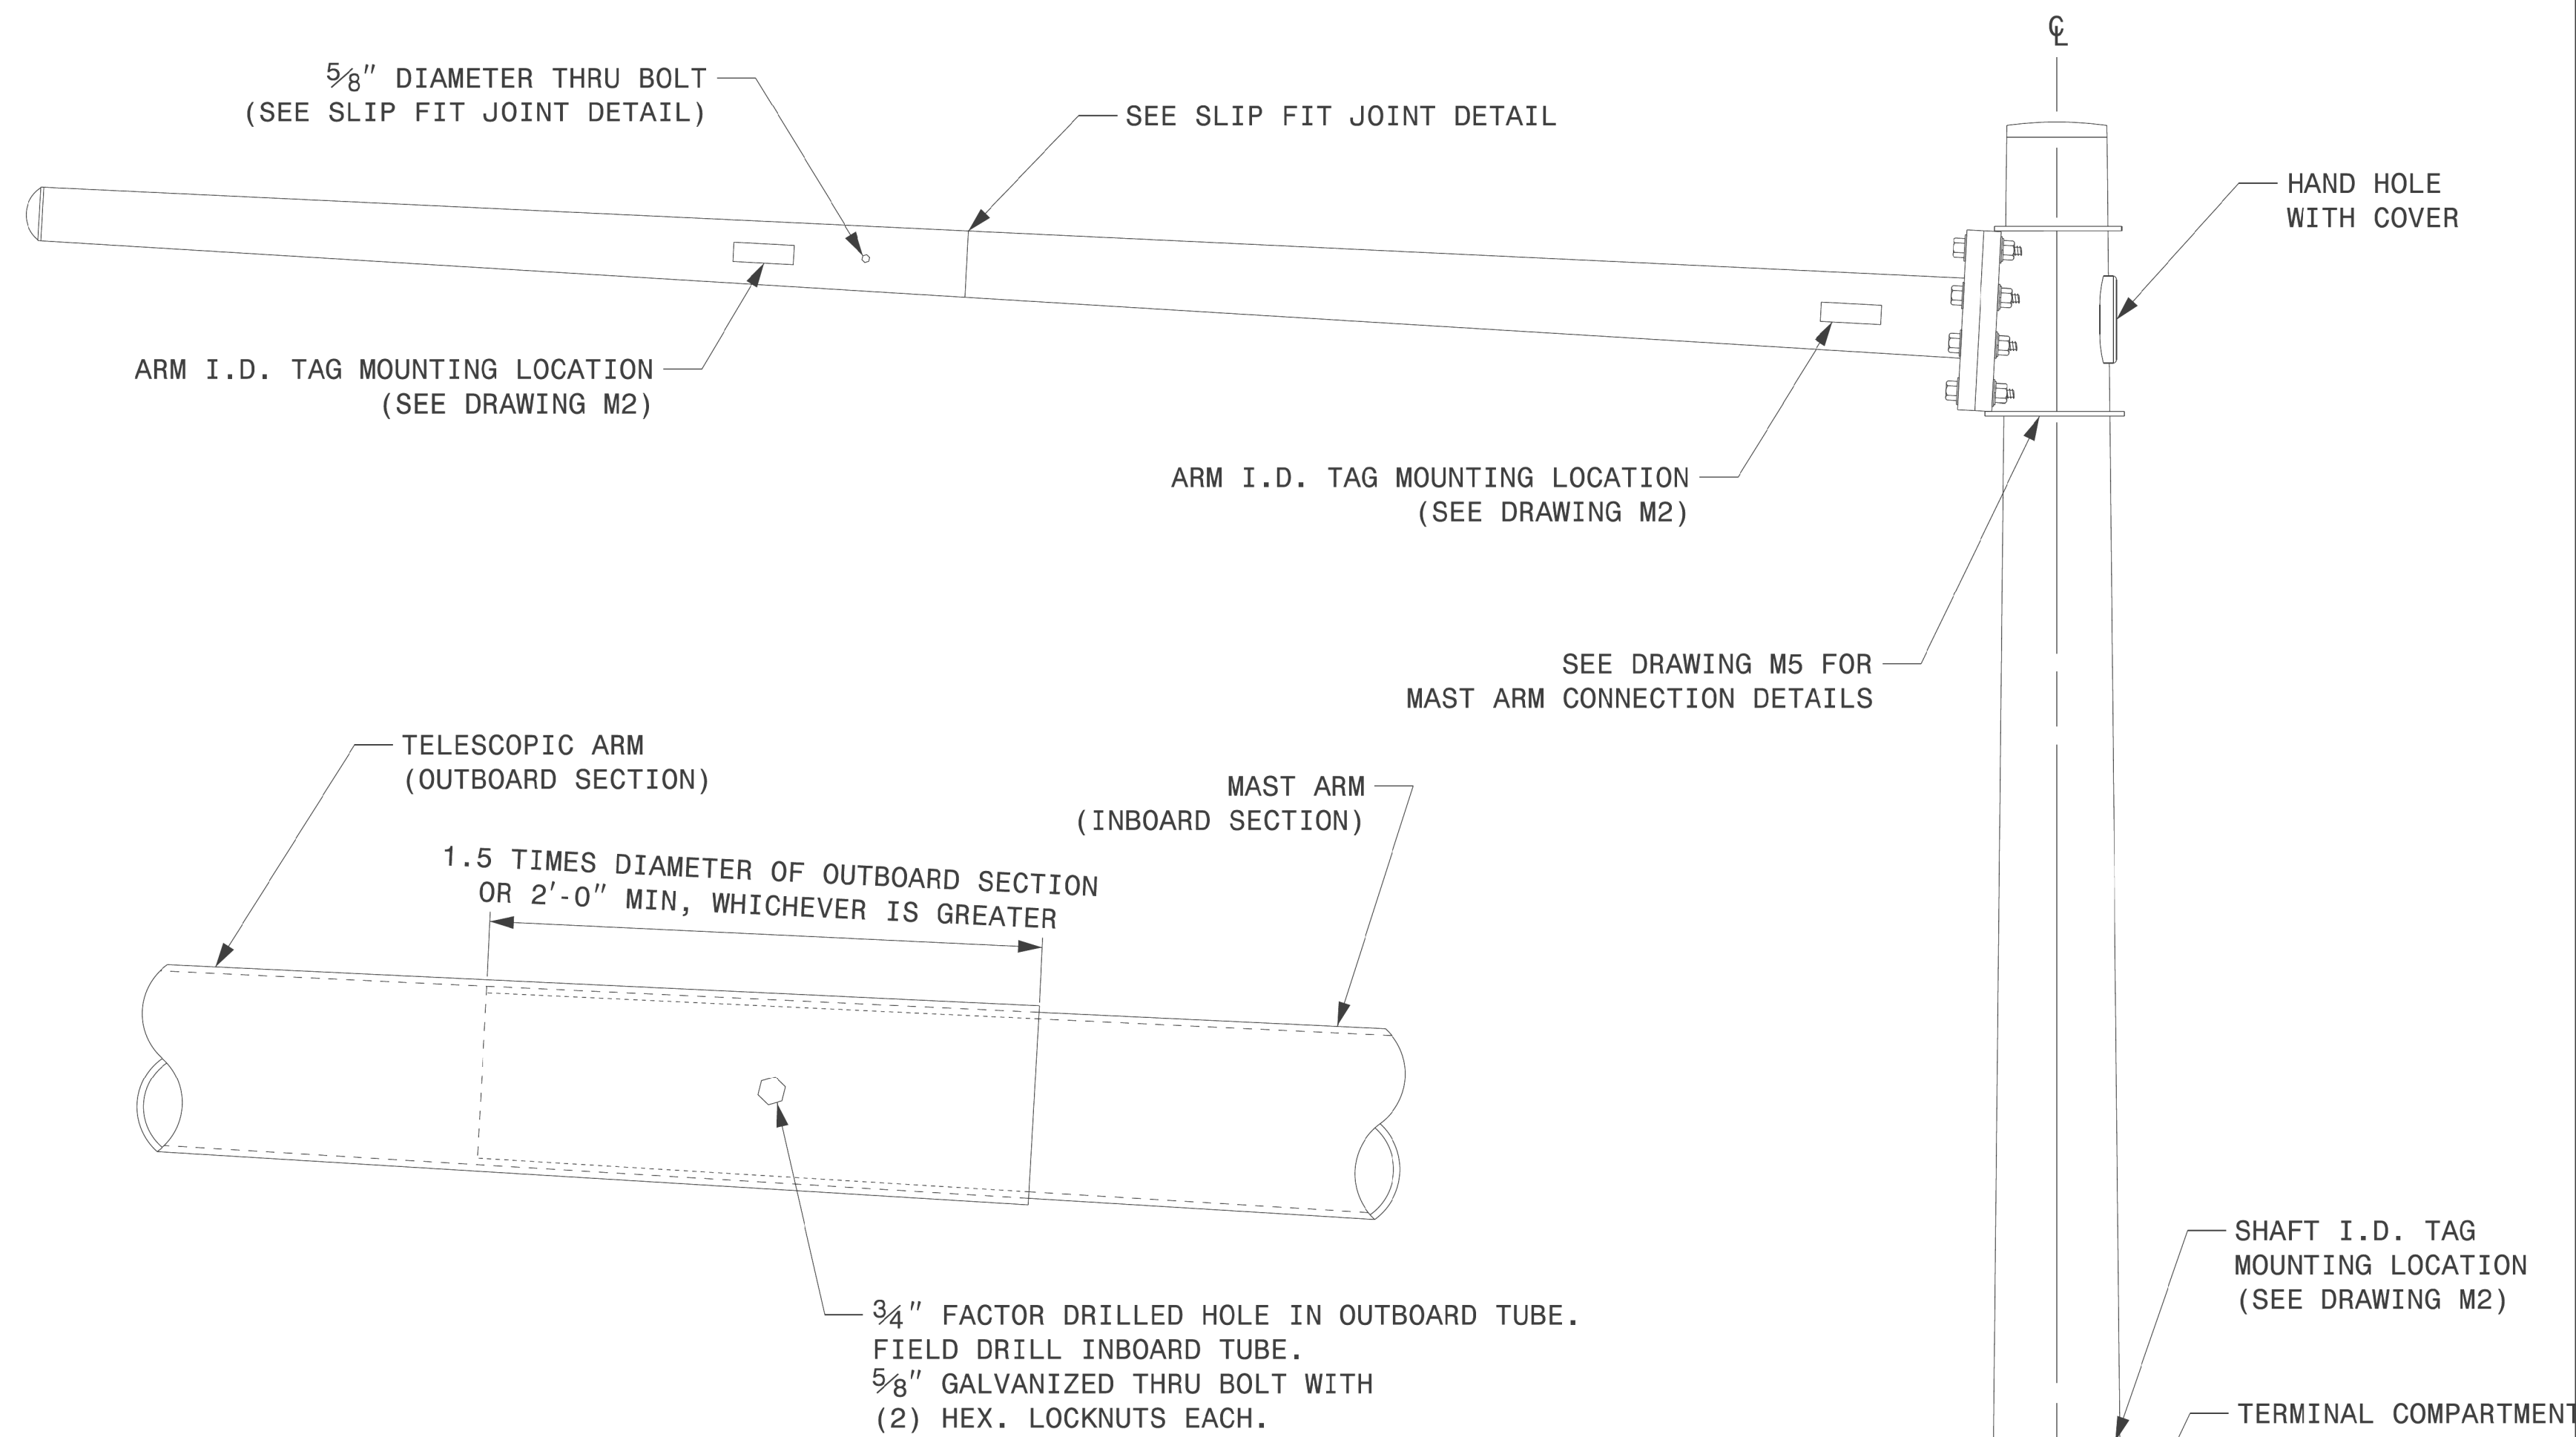 ℄
⅝" DIAMETER THRU BOLT
(SEE SLIP FIT JOINT DETAIL)
SEE SLIP FIT JOINT DETAIL
HAND HOLE
WITH COVER
ARM I.D. TAG MOUNTING LOCATION
(SEE DRAWING M2)
ARM I.D. TAG MOUNTING LOCATION
(SEE DRAWING M2)
SEE DRAWING M5 FOR
MAST ARM CONNECTION DETAILS
TELESCOPIC ARM
(OUTBOARD SECTION)
MAST ARM
(INBOARD SECTION)
1.5 TIMES DIAMETER OF OUTBOARD SECTION
OR 2'-0" MIN, WHICHEVER IS GREATER
¾" FACTOR DRILLED HOLE IN OUTBOARD TUBE.
FIELD DRILL INBOARD TUBE.
⅝" GALVANIZED THRU BOLT WITH
(2) HEX. LOCKNUTS EACH.
SHAFT I.D. TAG
MOUNTING LOCATION
(SEE DRAWING M2)
TERMINAL COMPARTMENT